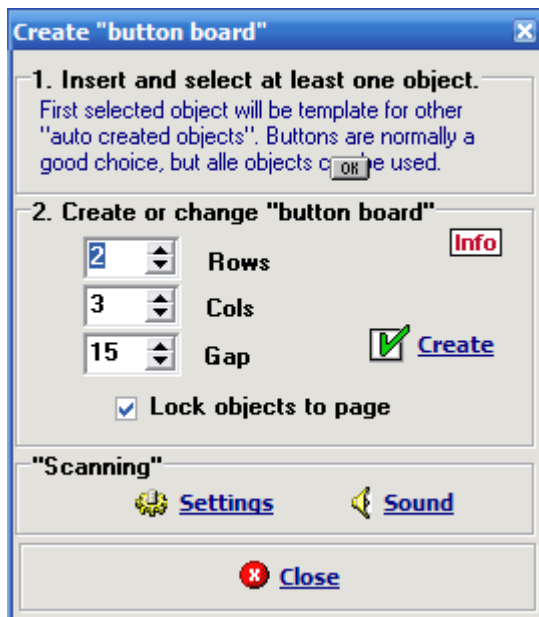 Create "button board"
1. Insert and select at least one object.
First selected object will be template for other
"auto created objects". Buttons are normally a
good choice, but alle objects c be used.
OK
2. Create or change "button board"
Info
2 Rows
3 Cols
15 Gap
Create
Lock objects to page
"Scanning"
Settings Sound
Close